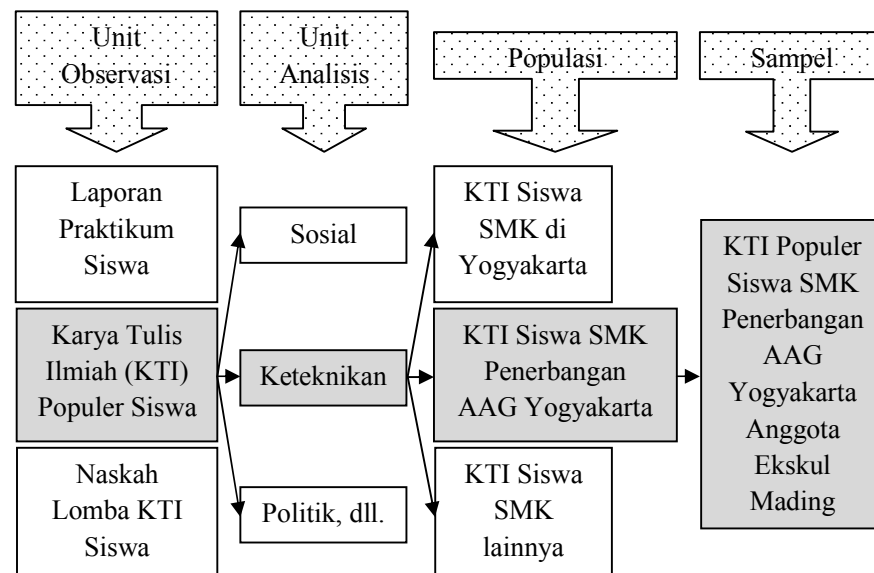 Unit
Observasi
Unit
Analisis
Populasi
Sampel
Laporan
Praktikum
Siswa
Karya Tulis
Ilmiah (KTI)
Populer Siswa
Naskah
Lomba KTI
Siswa
Sosial
Keteknikan
Politik, dll.
KTI Siswa
SMK di
Yogyakarta
KTI Siswa SMK
Penerbangan
AAG Yogyakarta
KTI Siswa
SMK
lainnya
KTI Populer
Siswa SMK
Penerbangan
AAG
Yogyakarta
Anggota
Ekskul
Mading